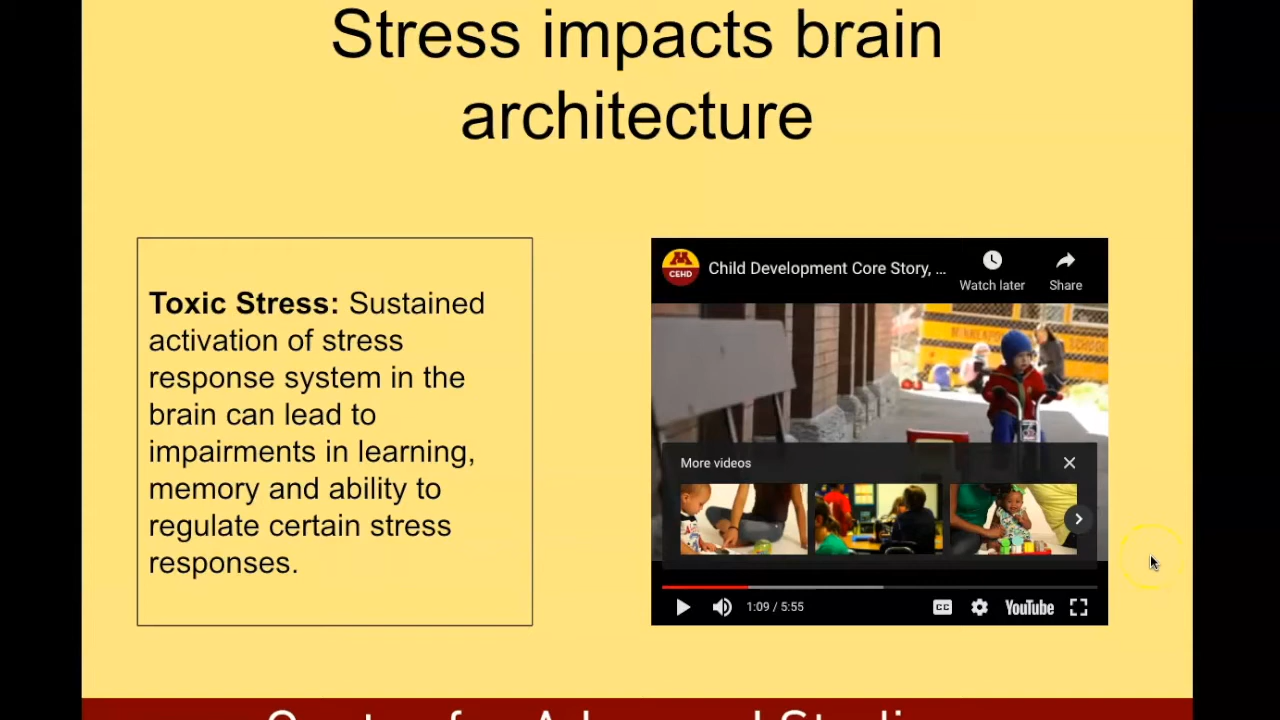 Stress impacts brain
architecture
Toxic Stress: Sustained
activation of stress
response system in the
brain can lead to
impairments in learning,
memory and ability to
regulate certain stress
responses.
CEHD
Child Development Core Story, ...
Watch later
Share
SCHOOL
More videos
1:09 / 5:55
CC
YouTube